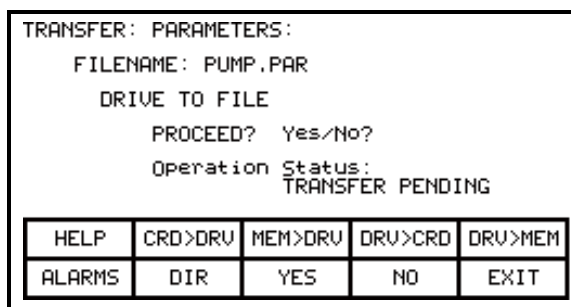 TRANSFER: PARAMETERS:
FILENAME: PUMP.PAR
DRIVE TO FILE
PROCEED? Yes/No?
Operation Status:
TRANSFER PENDING
HELP CRD>DRV MEM>DRV DRV>CRD DRV>MEM
ALARMS DIR YES NO EXIT